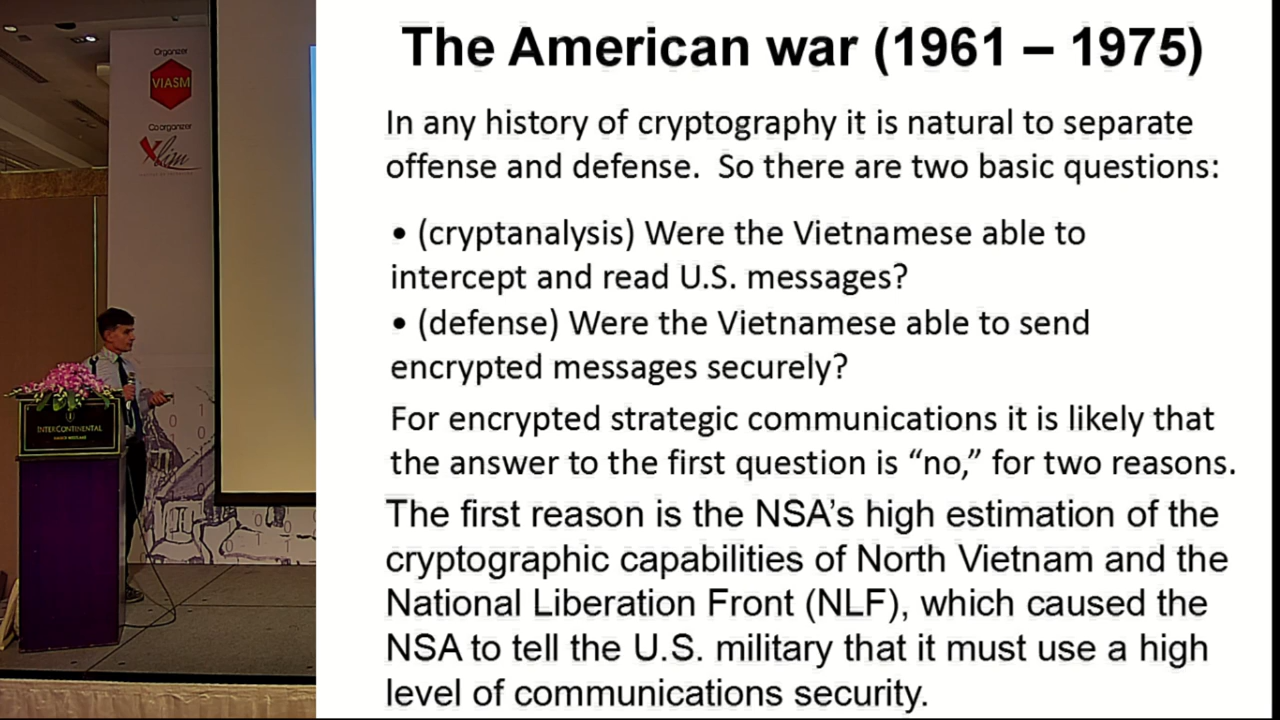 Organizer
VIASM
Coorganizer
Xlim
INTERCONTINENTAL
The American war (1961 – 1975)
In any history of cryptography it is natural to separate
offense and defense.  So there are two basic questions:
• (cryptanalysis) Were the Vietnamese able to
intercept and read U.S. messages?
• (defense) Were the Vietnamese able to send
encrypted messages securely?
For encrypted strategic communications it is likely that
the answer to the first question is “no,” for two reasons.
The first reason is the NSA’s high estimation of the
cryptographic capabilities of North Vietnam and the
National Liberation Front (NLF), which caused the
NSA to tell the U.S. military that it must use a high
level of communications security.